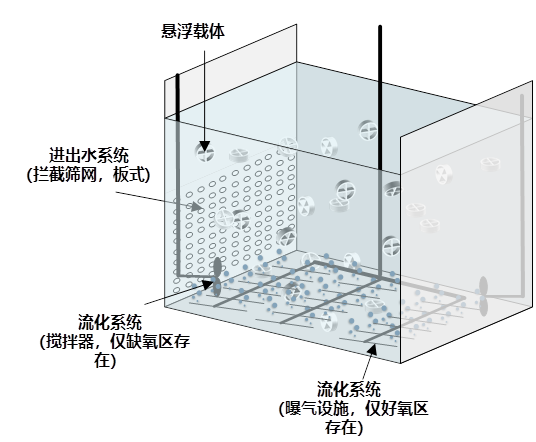 悬浮载体
进出水系统
(拦截筛网，板式)
流化系统
(搅拌器，仅缺氧区存
在)
流化系统
(曝气设施，仅好氧区
存在)